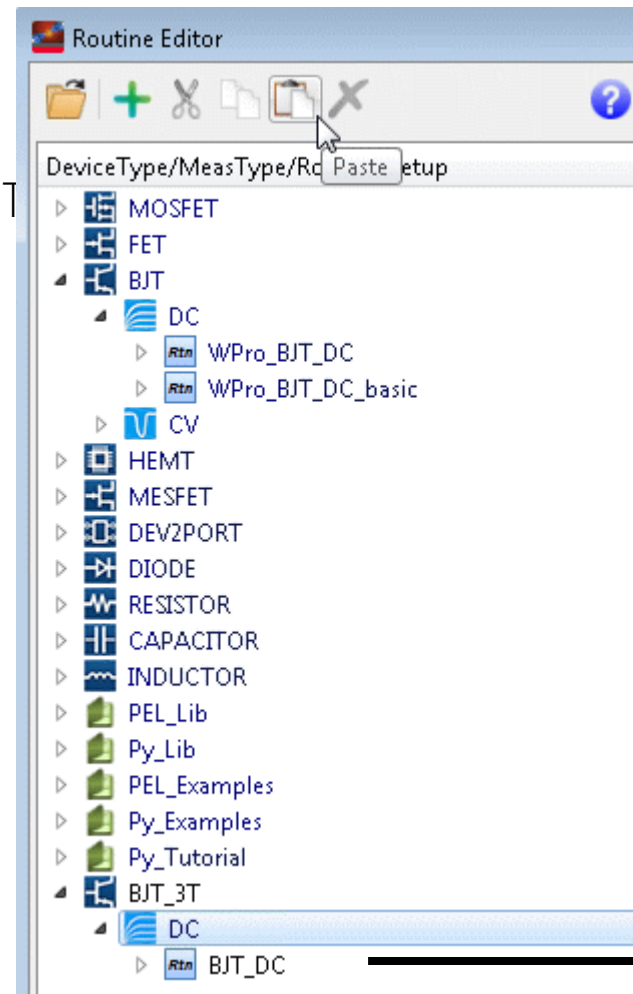 Routine Editor
DeviceType/MeasType/Ro Paste etup
T
MOSFET
FET
BJT
DC
Rtn WPro_BJT_DC
Rtn WPro_BJT_DC_basic
CV
HEMT
MESFET
DEV2PORT
DIODE
RESISTOR
CAPACITOR
INDUCTOR
PEL_Lib
Py_Lib
PEL_Examples
Py_Examples
Py_Tutorial
BJT_3T
DC
Rtn BJT_DC